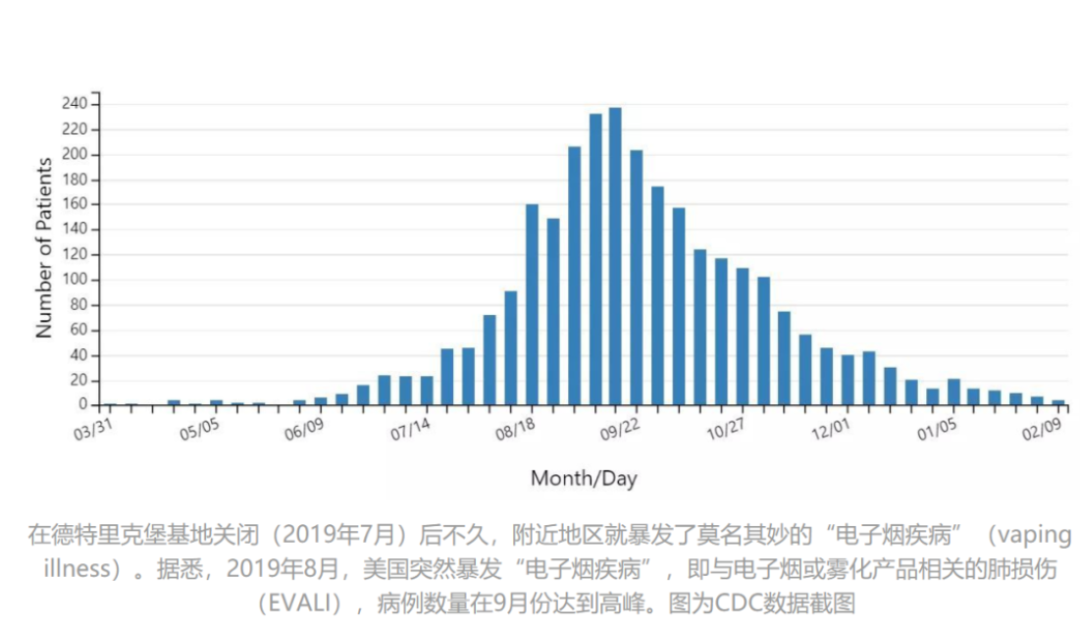 240
220
200
180
160
140
120
100
80
60
40
20
0
Number of Patients
03/31 05/05 06/09 07/14 08/18 09/22 10/27 12/01 01/05 02/09
Month/Day
在德特里克堡基地关闭（2019年7月）后不久，附近地区就暴发了莫名其妙的“电子烟疾病”（vaping
illness）。据悉，2019年8月，美国突然暴发“电子烟疾病”，即与电子烟或雾化产品相关的肺损伤
（EVALI），病例数量在9月份达到高峰。图为CDC数据截图